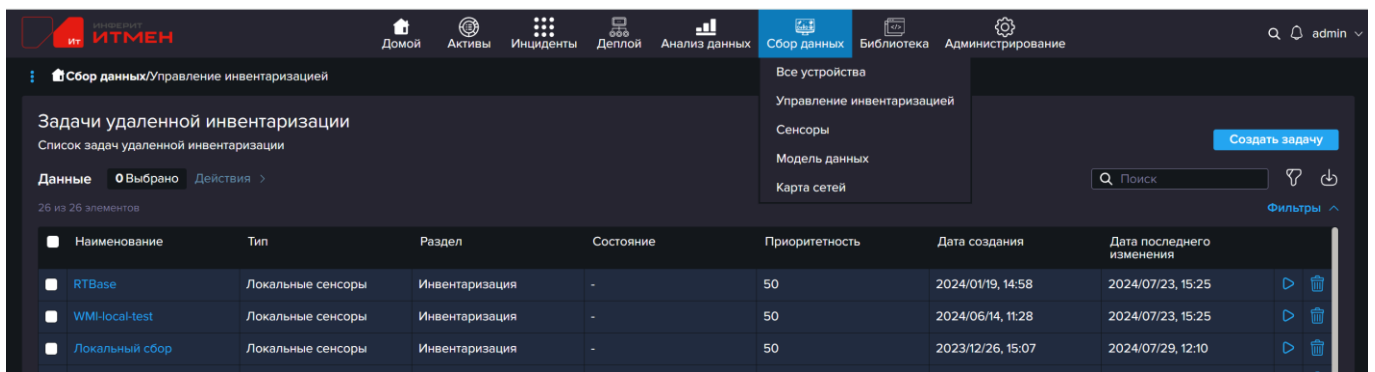 ИНФЕРИТ
ИТ ИТМЕН
Домой Активы Инциденты Деплой Анализ данных Сбор данных Библиотека Администрирование admin
Сбор данных/Управление инвентаризацией
Все устройства
Управление инвентаризацией
Сенсоры
Модель данных
Карта сетей
Задачи удаленной инвентаризации
Список задач удаленной инвентаризации
Создать задачу
Данные 0 Выбрано Действия > Поиск
26 из 26 элементов Фильтры
Наименование Тип Раздел Состояние Приоритетность Дата создания Дата последнего
изменения
RTBase Локальные сенсоры Инвентаризация - 50 2024/01/19, 14:58 2024/07/23, 15:25
WMI-local-test Локальные сенсоры Инвентаризация - 50 2024/06/14, 11:28 2024/07/23, 15:25
Локальный сбор Локальные сенсоры Инвентаризация - 50 2023/12/26, 15:07 2024/07/29, 12:10